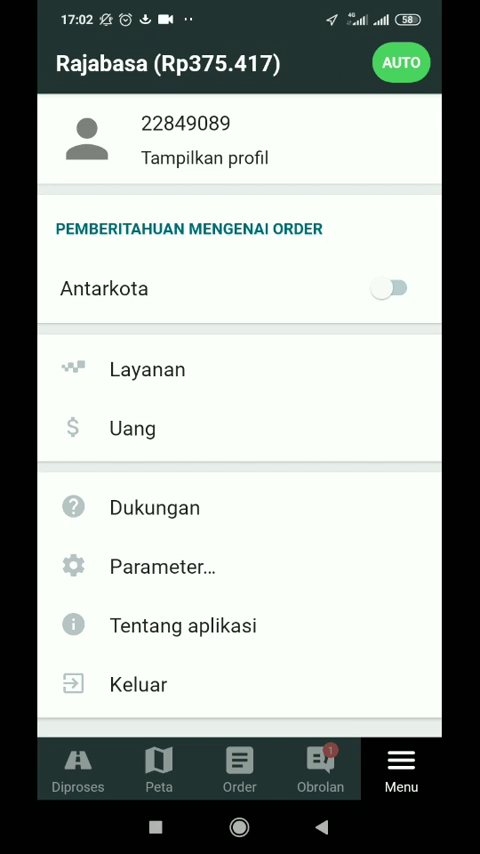 17:02
4G
58
Rajabasa (Rp375.417)
AUTO
22849089
Tampilkan profil
PEMBERITAHUAN MENGENAI ORDER
Antarkota
Layanan
$ Uang
? Dukungan
Parameter...
i Tentang aplikasi
Keluar
1
Diproses Peta Order Obrolan Menu